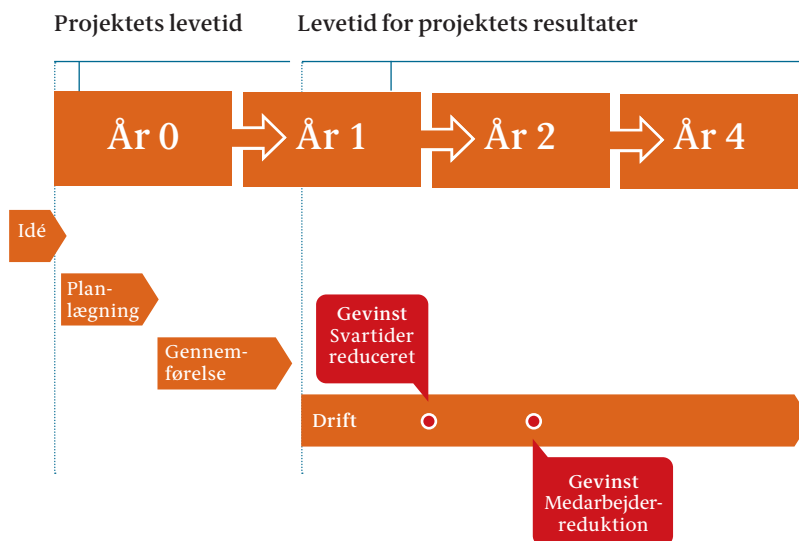 Projektets levetid
Levetid for projektets resultater
År 0
År 1
År 2
År 4
Idé
Plan-
lægning
Gennem-
førelse
Gevinst
Svartider
reduceret
Drift
Gevinst
Medarbejder-
reduktion